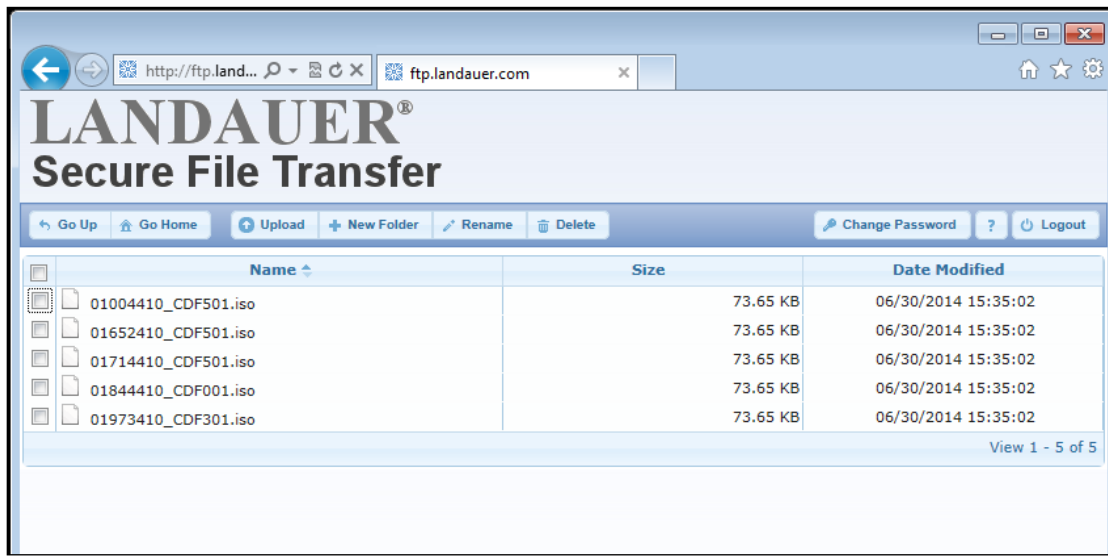 http://ftp.land...
ftp.landauer.com
LANDAUER®
Secure File Transfer
Go Up Go Home Upload New Folder Rename Delete Change Password ? Logout
Name Size Date Modified
01004410_CDF501.iso 73.65 KB 06/30/2014 15:35:02
01652410_CDF501.iso 73.65 KB 06/30/2014 15:35:02
01714410_CDF501.iso 73.65 KB 06/30/2014 15:35:02
01844410_CDF001.iso 73.65 KB 06/30/2014 15:35:02
01973410_CDF301.iso 73.65 KB 06/30/2014 15:35:02
View 1 - 5 of 5